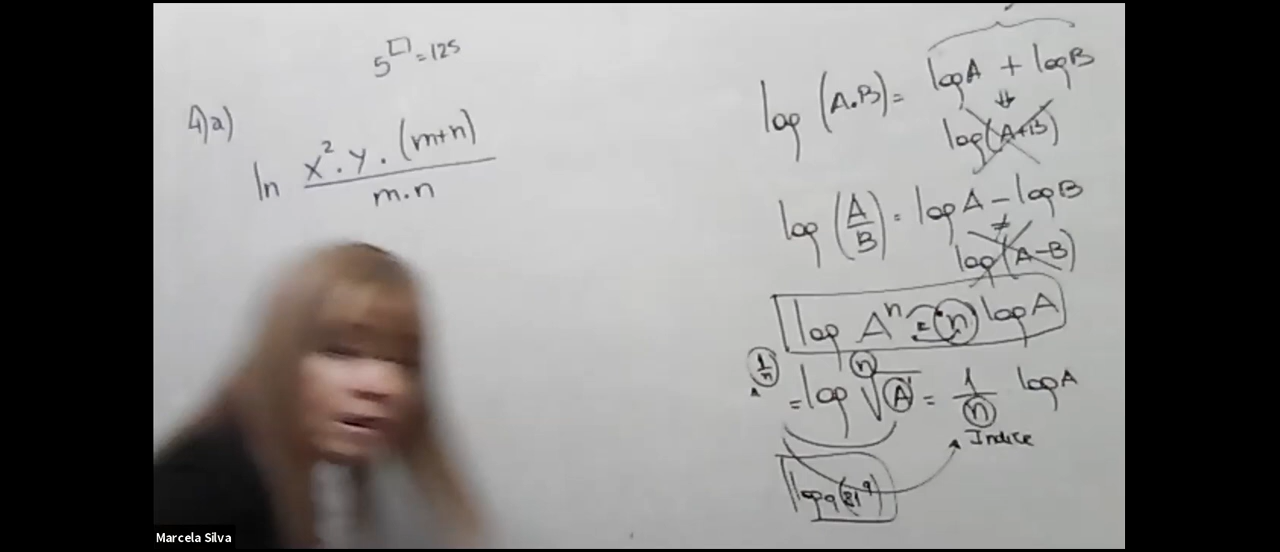 5^□ = 125
4)a)
ln x² . y . (m+n) / m.n
log (A.B) = log A + log B
⇓
log (A+B)
log (A/B) = log A − log B
≠
log (A−B)
log Aⁿ = n log A
1/n
= log ⁿ√A = 1/n log A
Indice
log₉(81⁹)
Marcela Silva